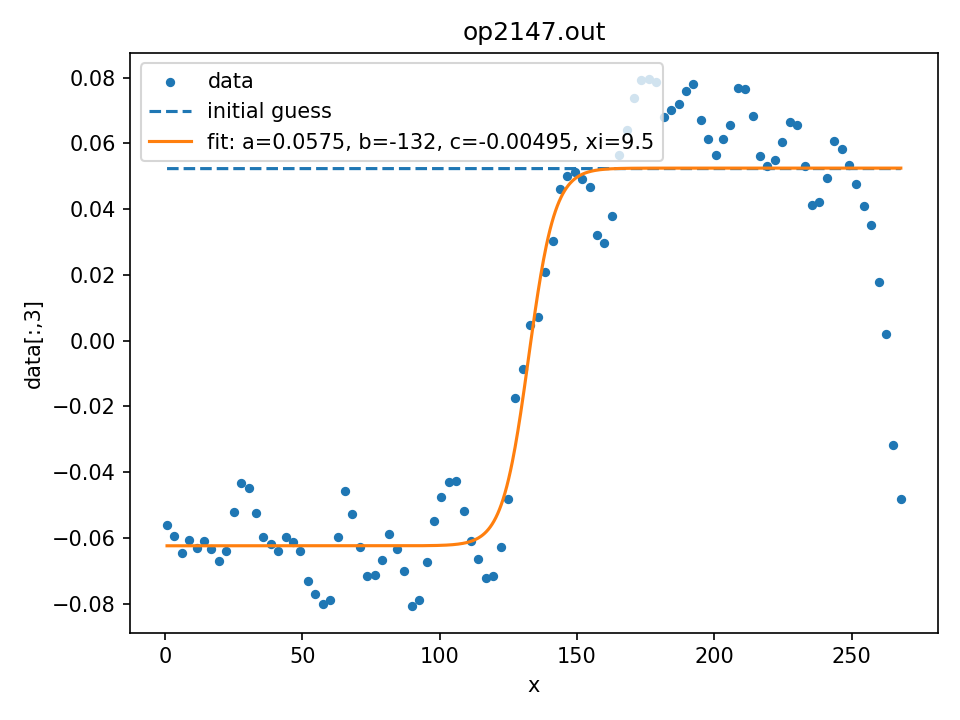 op2147.out
data
initial guess
fit: a=0.0575, b=-132, c=-0.00495, xi=9.5
0.08
0.06
0.04
0.02
0.00
−0.02
−0.04
−0.06
−0.08
data[:,3]
0 50 100 150 200 250
x